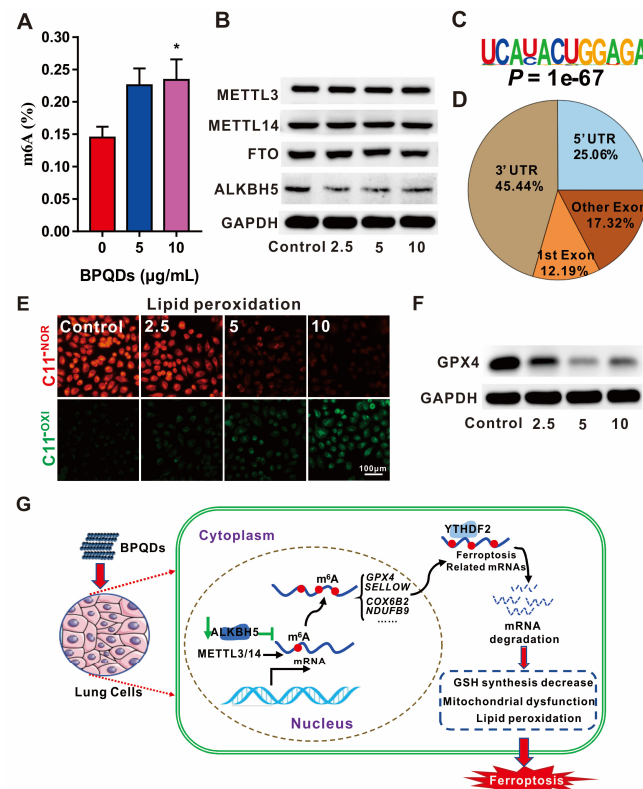 A
0.30
0.25
0.20
0.15
0.10
0.05
0.00
m6A (%)
*
0 5 10
BPQDs (µg/mL)
B
METTL3
METTL14
FTO
ALKBH5
GAPDH
Control 2.5 5 10
C
UCAUACUGGAGA
C
P = 1e-67
D
5' UTR
25.06%
3' UTR
45.44%
Other Exon
17.32%
1st Exon
12.19%
E
Lipid peroxidation
Control 2.5 5 10
C11-NOR
C11-OXI
100µm
F
GPX4
GAPDH
Control 2.5 5 10
G
BPQDs
Lung Cells
Cytoplasm
ALKBH5
METTL3/14
m6A
mRNA
Nucleus
m6A
GPX4
SELLOW
COX6B2
NDUFB9
......
YTHDF2
Ferroptosis
Related mRNAs
mRNA
degradation
GSH synthesis decrease
Mitochondrial dysfunction
Lipid peroxidation
Ferroptosis